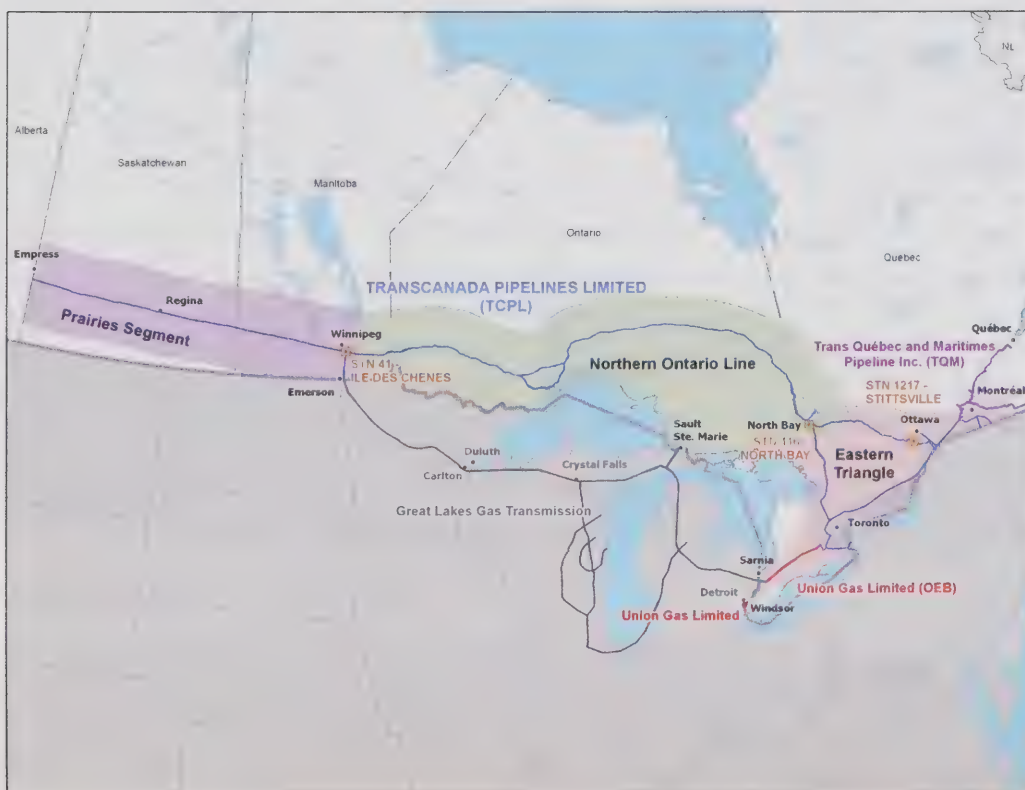 NL
Alberta
Saskatchewan
Manitoba
Ontario
Quebec
Empress
Regina
Prairies Segment
TRANSCANADA PIPELINES LIMITED
(TCPL)
Winnipeg
STN 41
ILE DES CHENES
Emerson
Northern Ontario Line
Québec
Trans Québec and Maritimes
Pipeline Inc. (TQM)
STN 1217 -
STITTSVILLE
Montréal
Ottawa
North Bay
STN 116
NORTH BAY
Sault
Ste. Marie
Eastern
Triangle
Duluth
Carlton
Crystal Falls
Great Lakes Gas Transmission
Toronto
Sarnia
Detroit
Windsor
Union Gas Limited
Union Gas Limited (OEB)